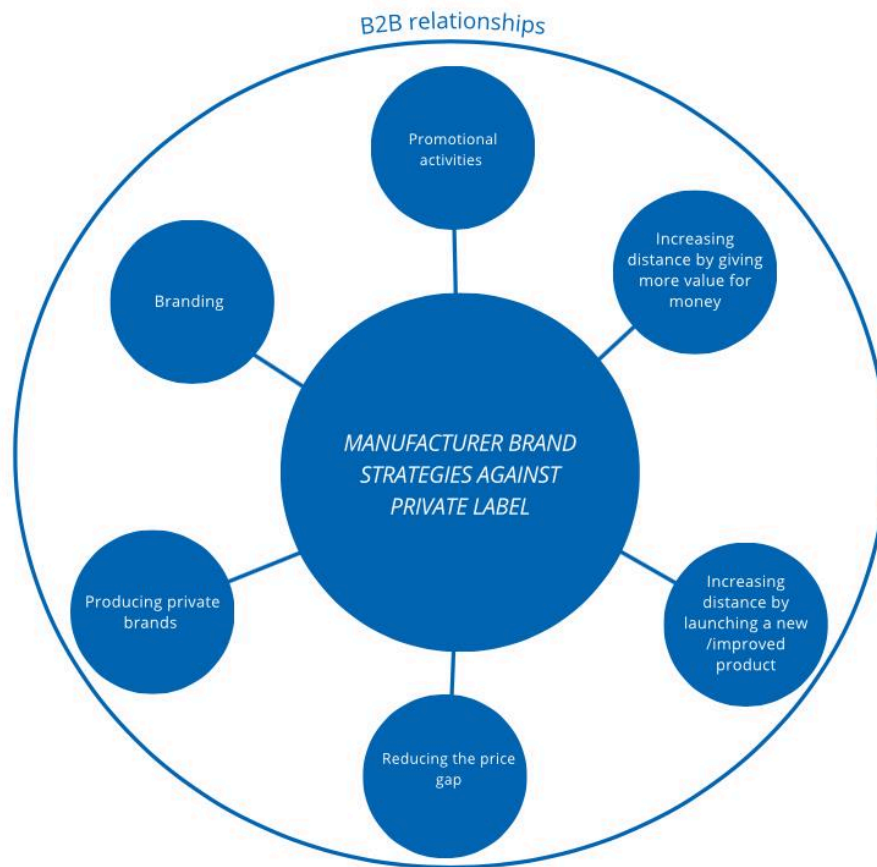 B2B relationships
Promotional
activities
Increasing
distance by giving
more value for
money
Branding
MANUFACTURER BRAND
STRATEGIES AGAINST
PRIVATE LABEL
Producing private
brands
Increasing
distance by
launching a new
/improved
product
Reducing the price
gap